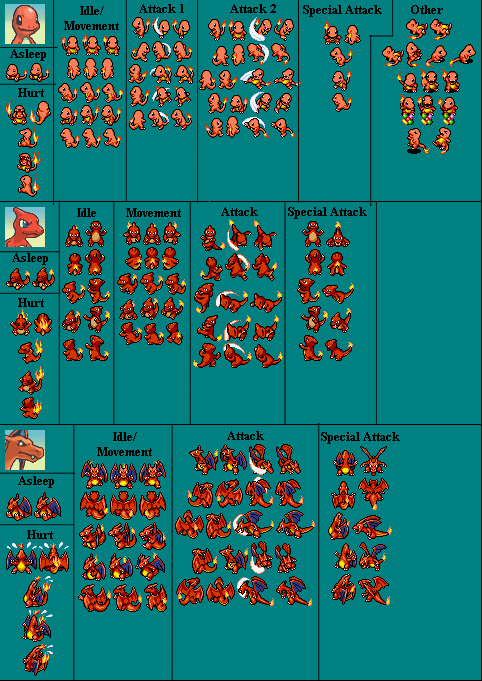 Idle/
Movement
Attack 1
Attack 2
Special Attack
Other
Asleep
Hurt
Idle
Movement
Attack
Special Attack
Asleep
Hurt
Idle/
Movement
Attack
Special Attack
Asleep
Hurt